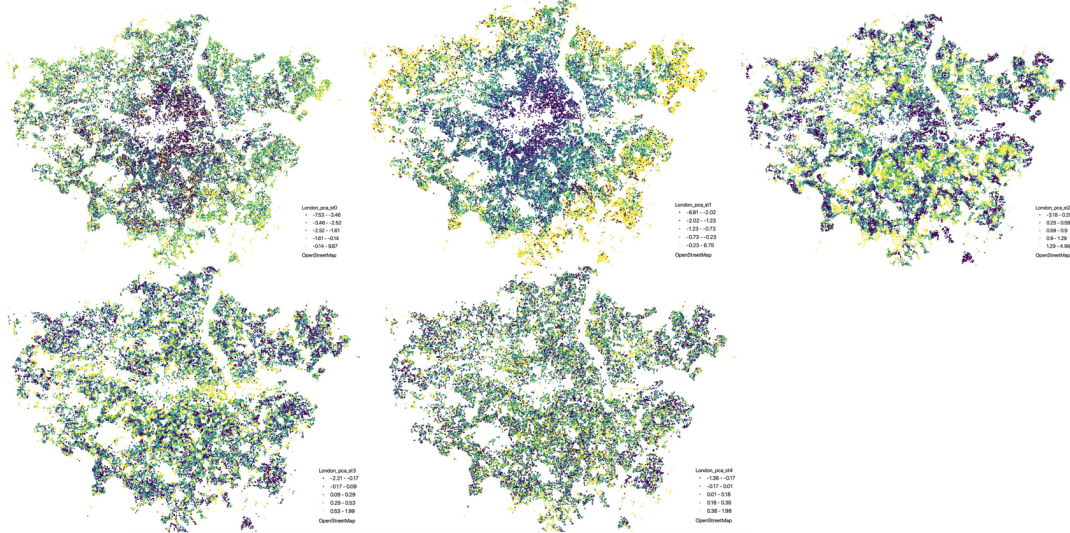 London_pca_st0
-7.53 - -3.46
-3.46 - -2.52
-2.52 - -1.61
-1.61 - -0.14
-0.14 - 9.87
OpenStreetMap
London_pca_st1
-6.81 - -2.02
-2.02 - -1.23
-1.23 - -0.73
-0.73 - -0.23
-0.23 - 6.75
OpenStreetMap
London_pca_st2
-3.18 - 0.25
0.25 - 0.59
0.59 - 0.9
0.9 - 1.29
1.29 - 4.96
OpenStreetMap
London_pca_st3
-2.21 - -0.17
-0.17 - 0.09
0.09 - 0.29
0.29 - 0.53
0.53 - 1.99
OpenStreetMap
London_pca_st4
-1.36 - -0.17
-0.17 - 0.01
0.01 - 0.18
0.18 - 0.38
0.38 - 1.98
OpenStreetMap